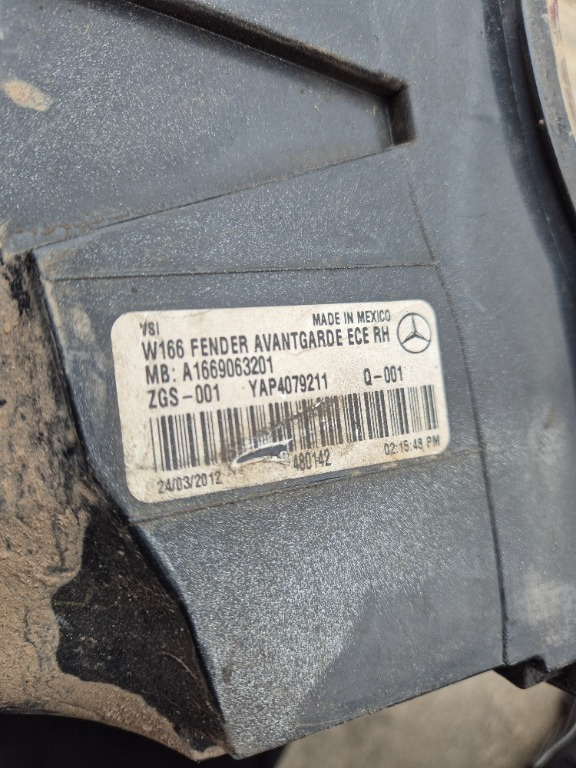 VSI MADE IN MEXICO
W166 FENDER AVANTGARDE ECE RH
MB: A1669063201
ZGS-001 YAP4079211 Q-001
24/03/2012 480142 02:15:48 PM